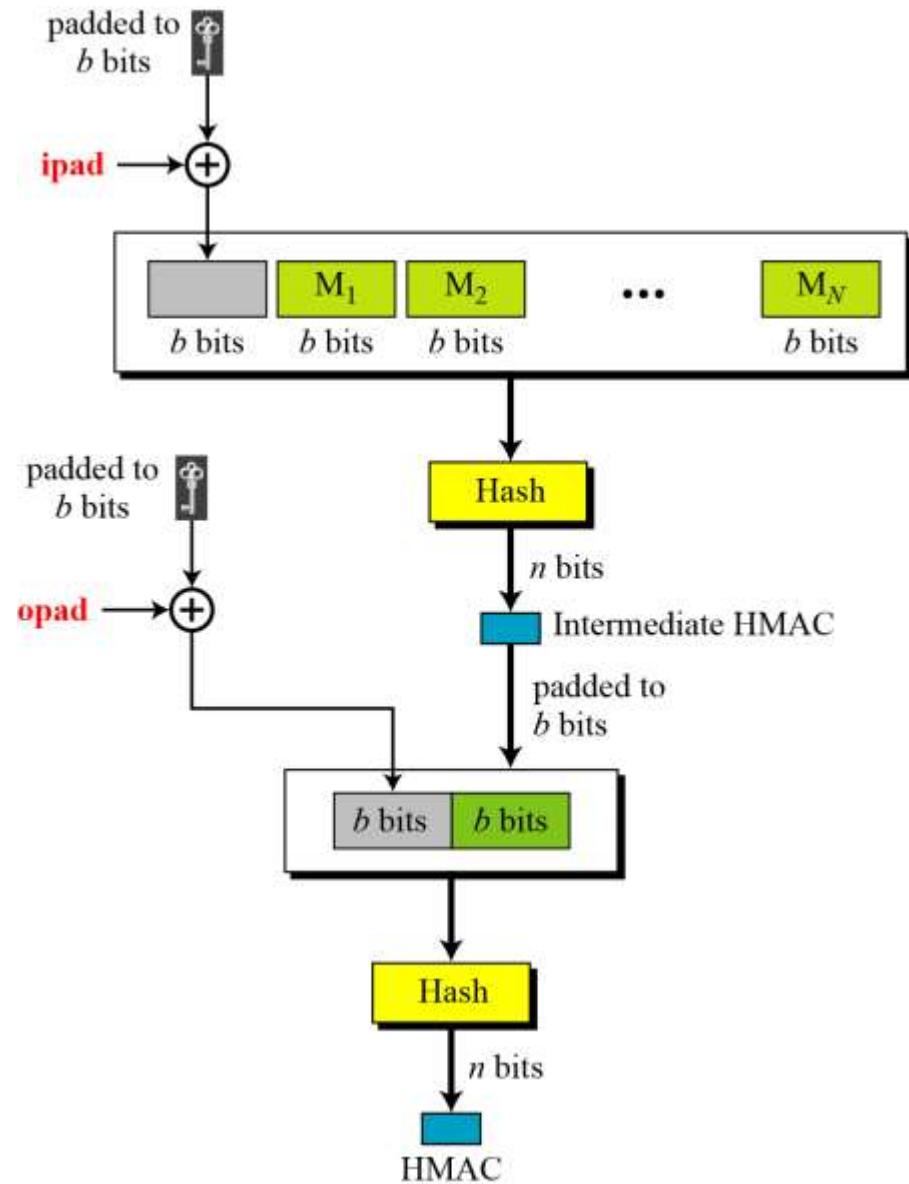 padded to
b bits
ipad
M1 M2 ... MN
b bits b bits b bits b bits
Hash
padded to
b bits
n bits
opad
Intermediate HMAC
padded to
b bits
b bits b bits
Hash
n bits
HMAC